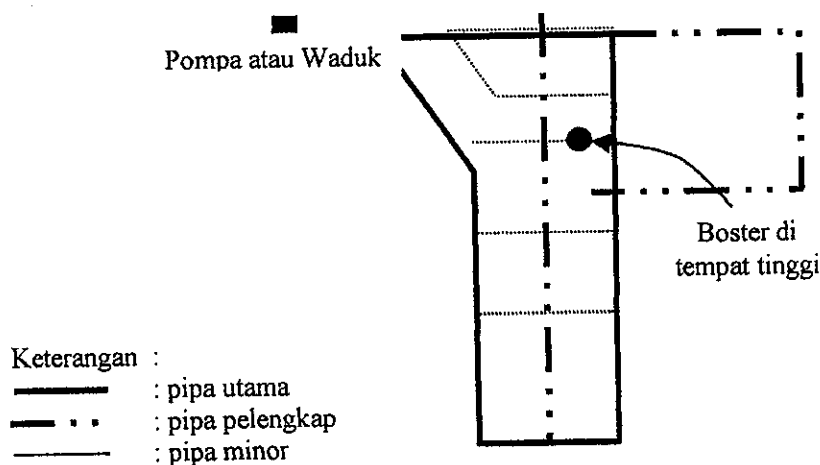 Pompa atau Waduk
Boster di
tempat tinggi
Keterangan :
: pipa utama
: pipa pelengkap
: pipa minor